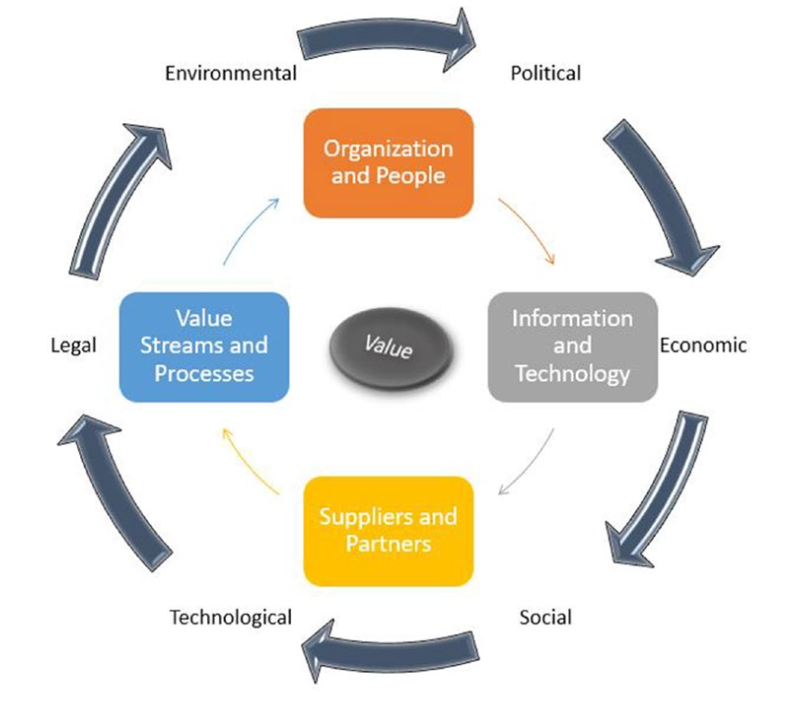 Environmental
Political
Organization
and People
Value
Streams and
Processes
Information
and
Technology
Value
Legal
Economic
Suppliers and
Partners
Technological
Social